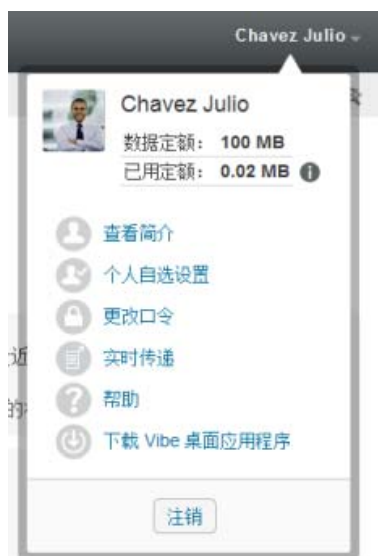 Chavez Julio
Chavez Julio
数据定额: 100 MB
已用定额: 0.02 MB
查看简介
个人自选设置
更改口令
近
实时传递
帮助
的
下载 Vibe 桌面应用程序
注销